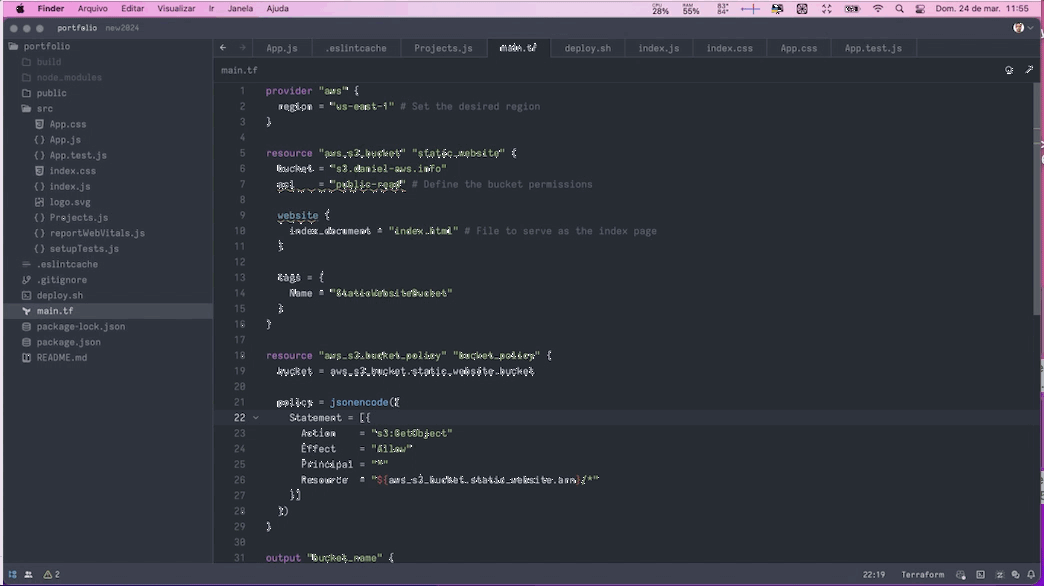 Finder Arquivo Editar Visualizar Ir Janela Ajuda
CPU 28% RAM 55% 83° 84° Dom. 24 de mar. 11:55
portfolio new2024
portfolio
build
node_modules
public
src
App.css
App.js
App.test.js
index.css
index.js
logo.svg
Projects.js
reportWebVitals.js
setupTests.js
.eslintcache
.gitignore
deploy.sh
main.tf
package-lock.json
package.json
README.md
App.js .eslintcache Projects.js main.tf deploy.sh index.js index.css App.css App.test.js
main.tf
1 provider "aws" {
2 region = "us-east-1" # Set the desired region
3 }
4
5 resource "aws_s3_bucket" "static_website" {
6 bucket = "s3.daniel-aws.info"
7 acl = "public-read" # Define the bucket permissions
8
9 website {
10 index_document = "index.html" # File to serve as the index page
11 }
12
13 tags = {
14 Name = "StaticWebsiteBucket"
15 }
16 }
17
18 resource "aws_s3_bucket_policy" "bucket_policy" {
19 bucket = aws_s3_bucket.static_website.bucket
20
21 policy = jsonencode({
22 Statement = [{
23 Action = "s3:GetObject"
24 Effect = "Allow"
25 Principal = "*"
26 Resource = "${aws_s3_bucket.static_website.arn}/*"
27 }]
28 })
29 }
30
31 output "bucket_name" {
2 22:19 Terraform